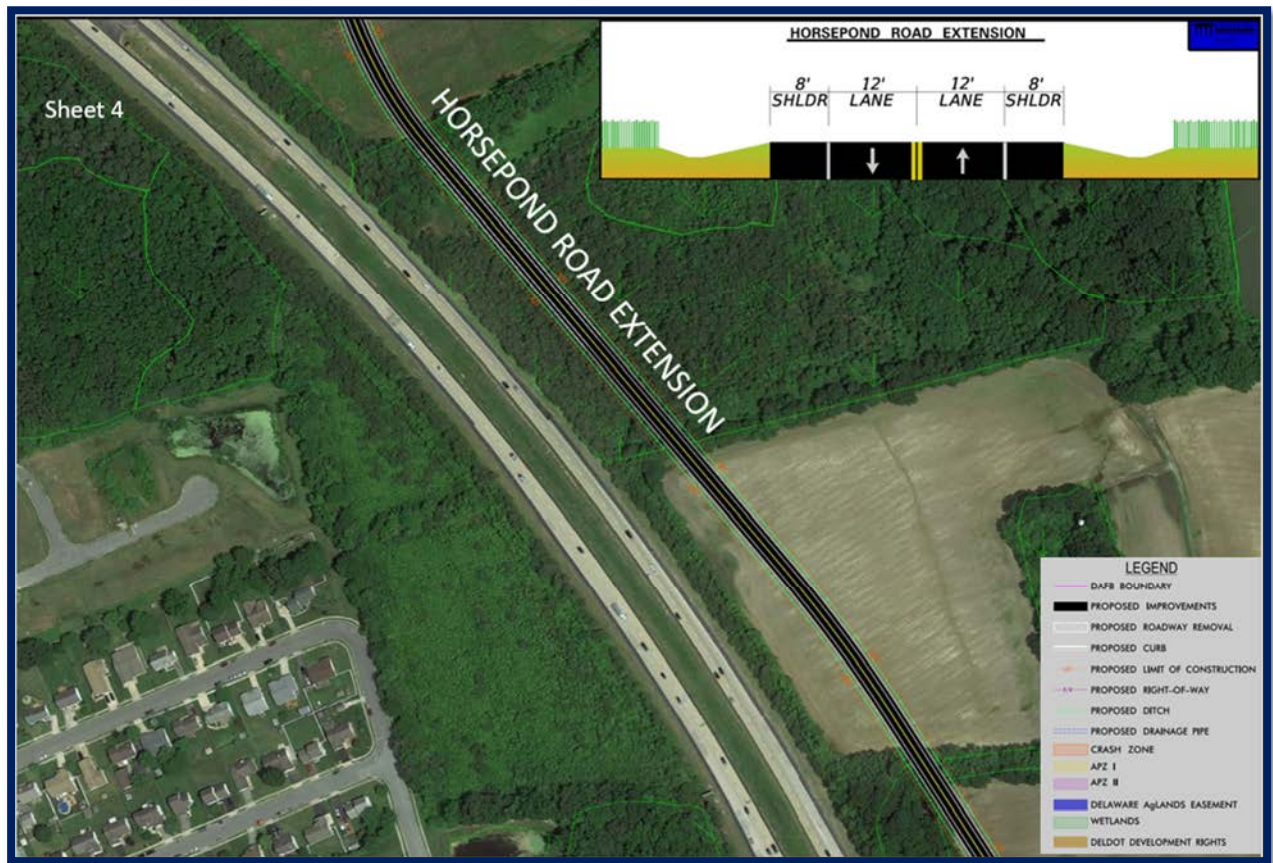 Sheet 4
HORSEPOND ROAD EXTENSION
8' 12' 12' 8'
SHLDR LANE LANE SHLDR
HORSEPOND ROAD EXTENSION
LEGEND
DAFB BOUNDARY
PROPOSED IMPROVEMENTS
PROPOSED ROADWAY REMOVAL
PROPOSED CURB
PROPOSED LIMIT OF CONSTRUCTION
PROPOSED RIGHT-OF-WAY
PROPOSED DITCH
PROPOSED DRAINAGE PIPE
CRASH ZONE
APZ I
APZ II
DELAWARE AgLANDS EASEMENT
WETLANDS
DELDOT DEVELOPMENT RIGHTS